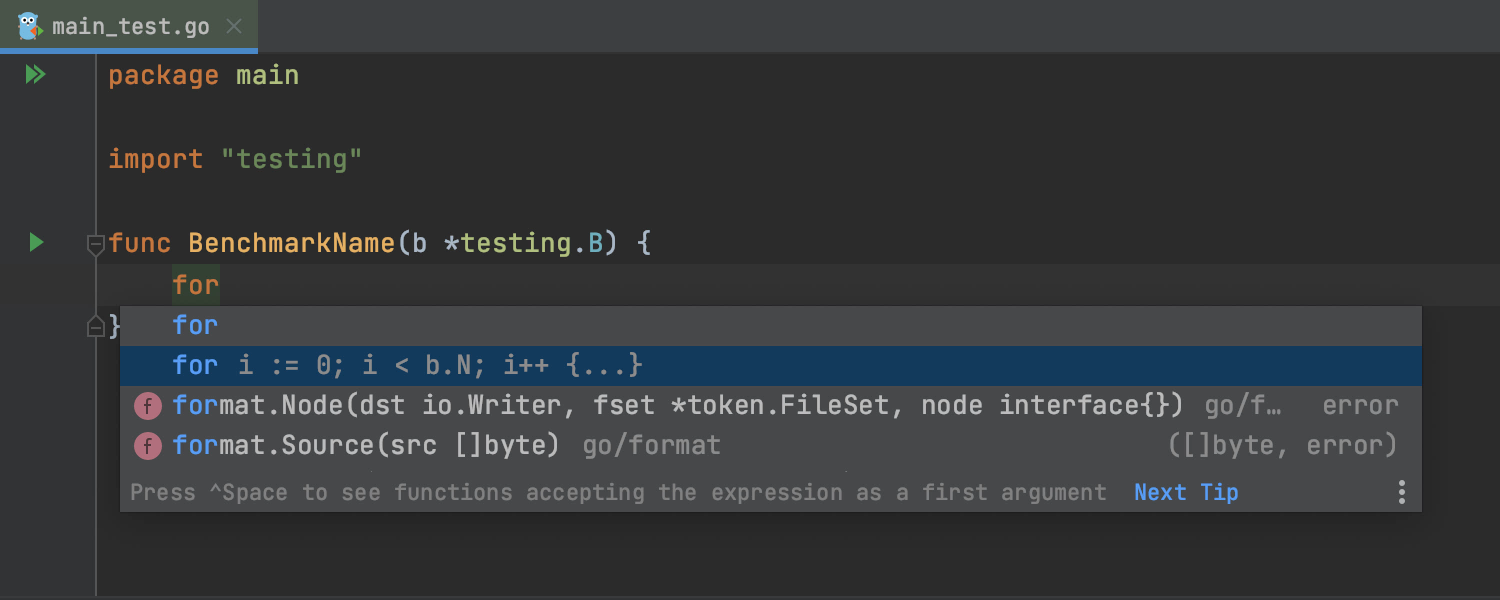 main_test.go
package main
import "testing"
func BenchmarkName(b *testing.B) {
for
}
for
for i := 0; i < b.N; i++ {...}
f format.Node(dst io.Writer, fset *token.FileSet, node interface{}) go/f… error
f format.Source(src []byte) go/format ([]byte, error)
Press ^Space to see functions accepting the expression as a first argument Next Tip